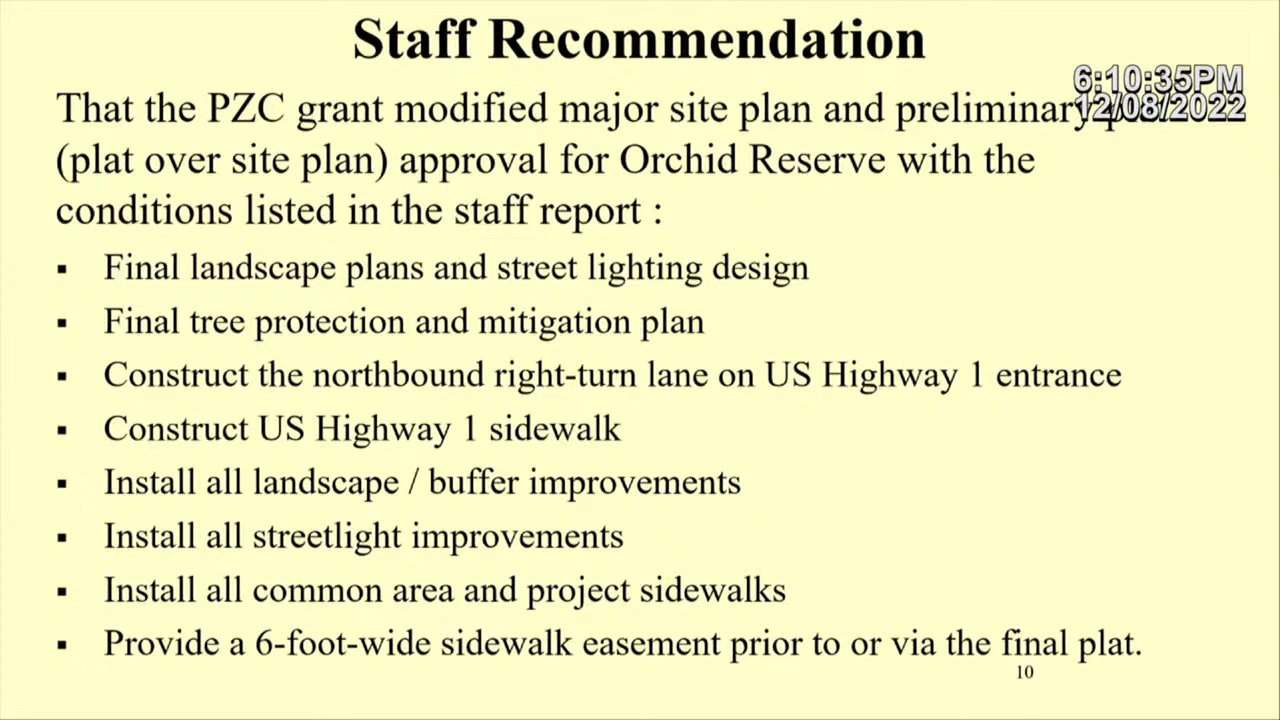 Staff Recommendation
6:10:35PM
12/08/2022
That the PZC grant modified major site plan and preliminary
(plat over site plan) approval for Orchid Reserve with the
conditions listed in the staff report :
▪ Final landscape plans and street lighting design
▪ Final tree protection and mitigation plan
▪ Construct the northbound right-turn lane on US Highway 1 entrance
▪ Construct US Highway 1 sidewalk
▪ Install all landscape / buffer improvements
▪ Install all streetlight improvements
▪ Install all common area and project sidewalks
▪ Provide a 6-foot-wide sidewalk easement prior to or via the final plat.
10